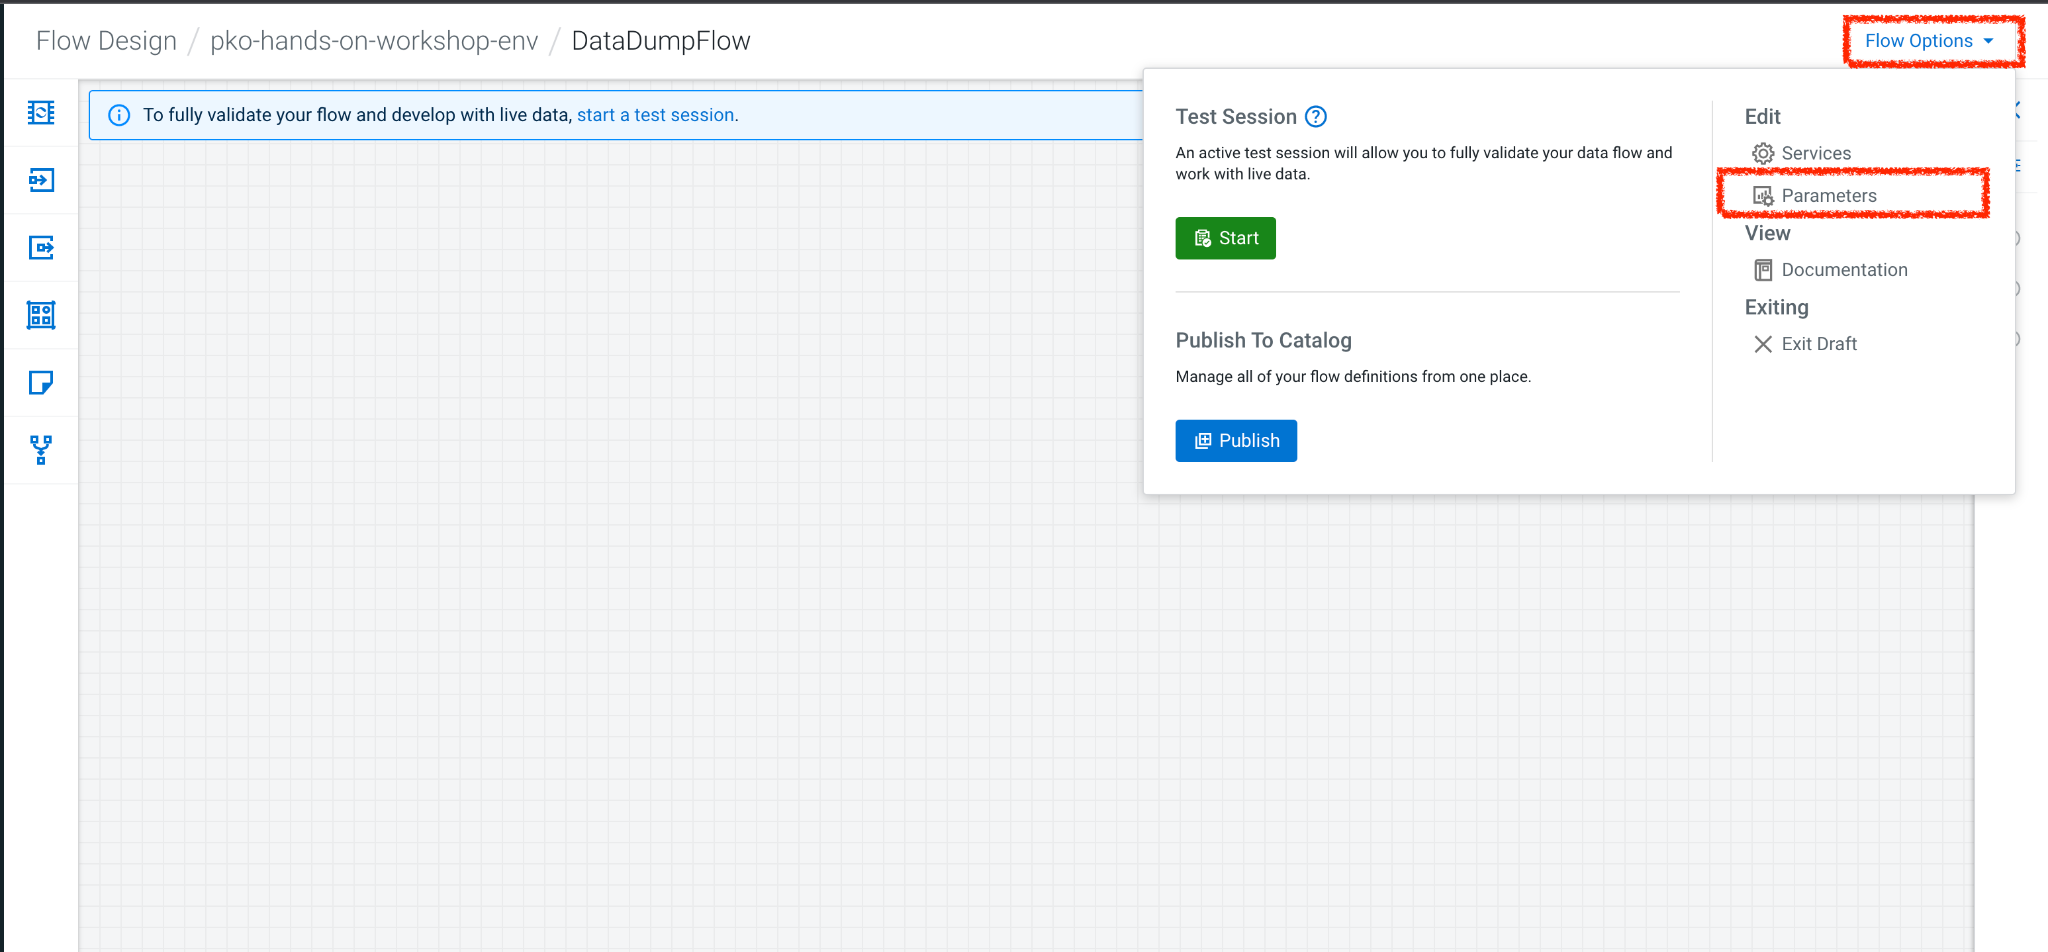 Flow Design / pko-hands-on-workshop-env / DataDumpFlow
Flow Options
To fully validate your flow and develop with live data, start a test session.
Test Session
An active test session will allow you to fully validate your data flow and
work with live data.
Start
Publish To Catalog
Manage all of your flow definitions from one place.
Publish
Edit
Services
Parameters
View
Documentation
Exiting
Exit Draft